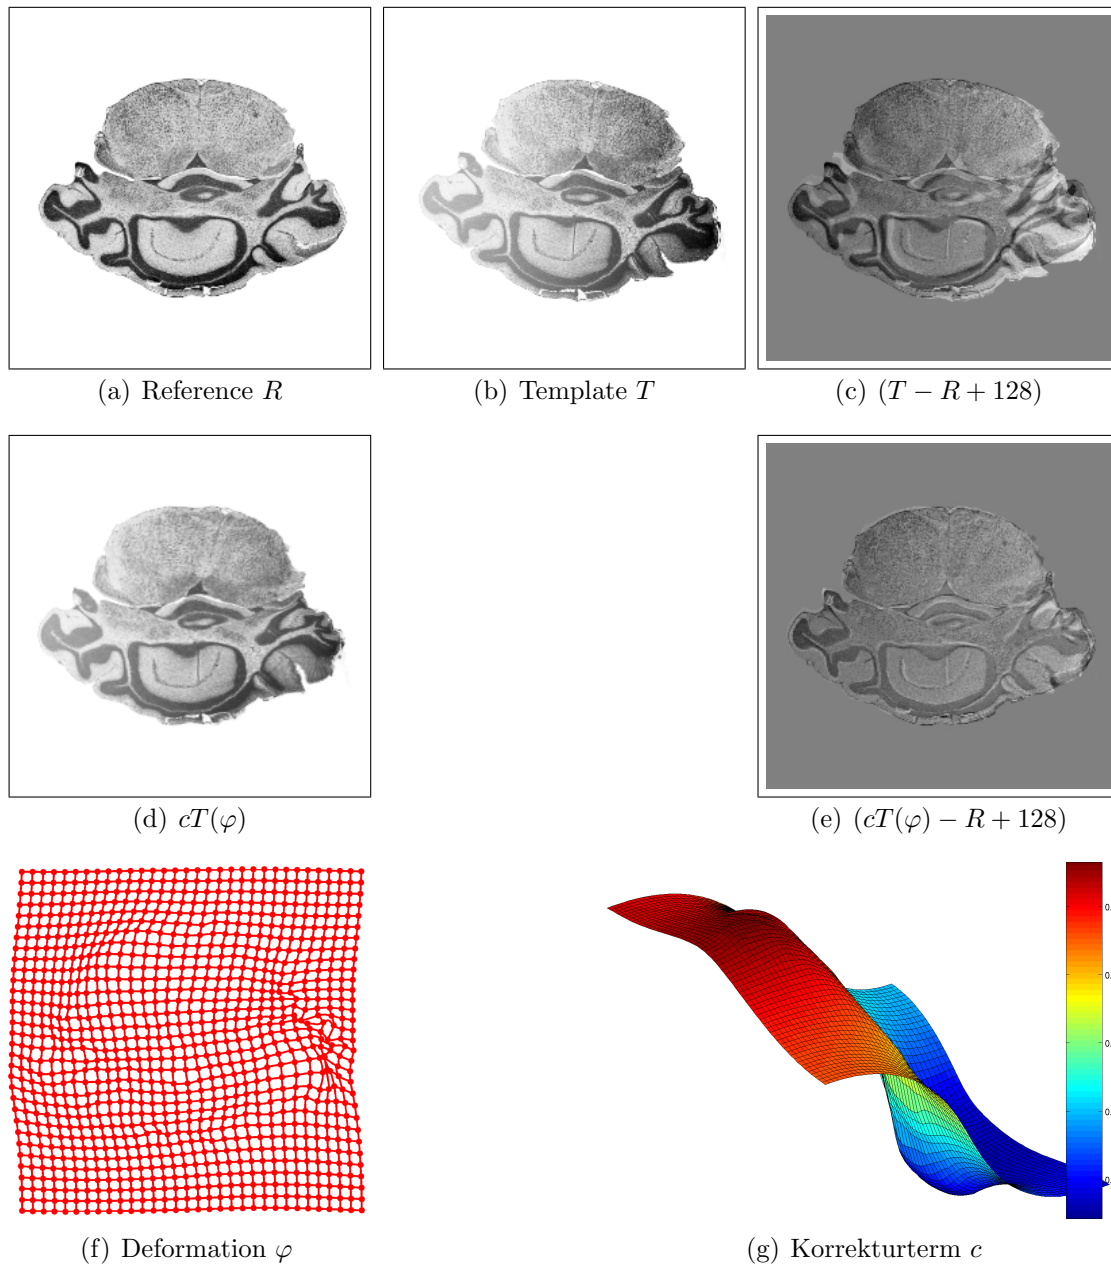 (a) Reference R
(b) Template T
(c) (T − R + 128)
(d) cT(φ)
(e) (cT(φ) − R + 128)
(f) Deformation φ
(g) Korrekturterm c